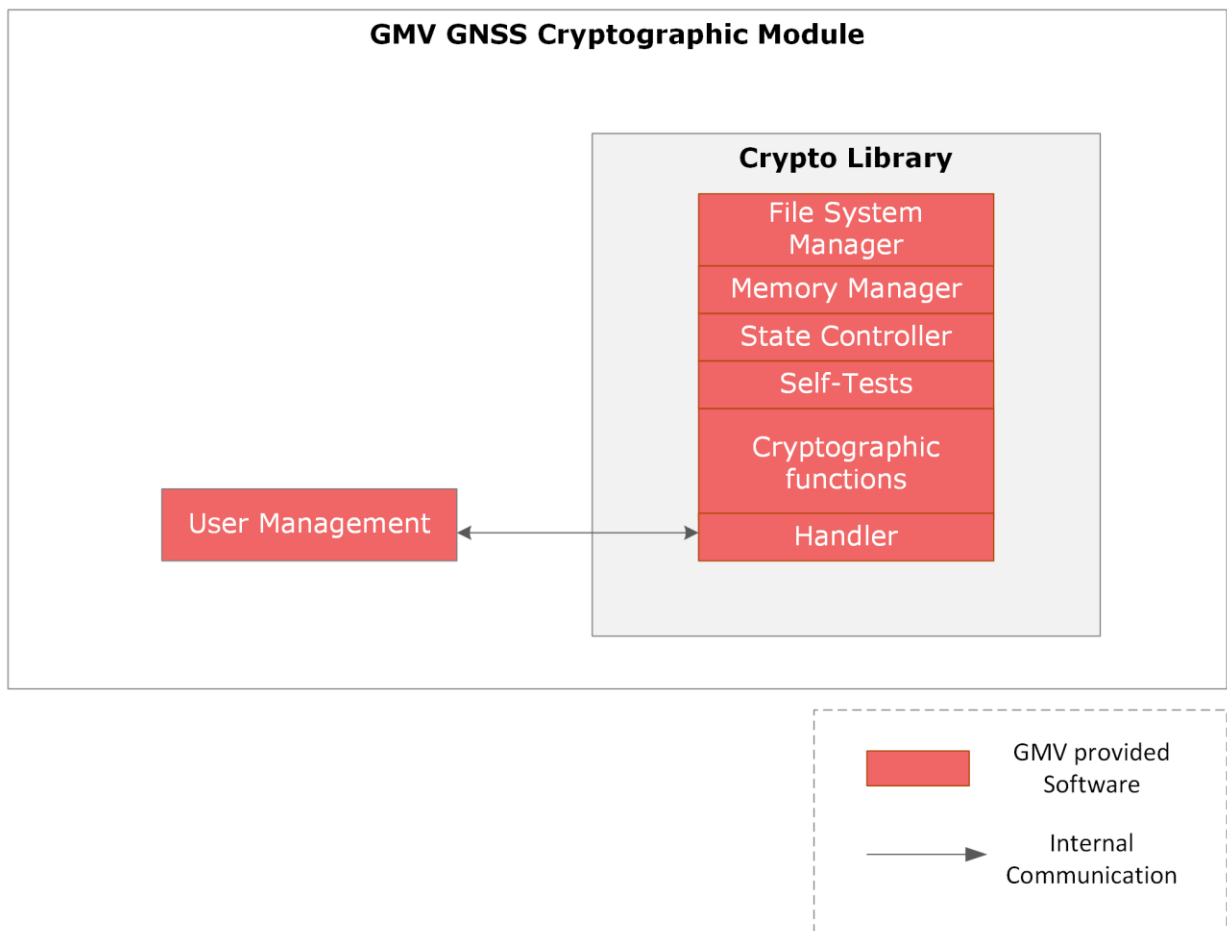 GMV GNSS Cryptographic Module
Crypto Library
File System
Manager
Memory Manager
State Controller
Self-Tests
Cryptographic
functions
User Management
Handler
GMV provided
Software
Internal
Communication